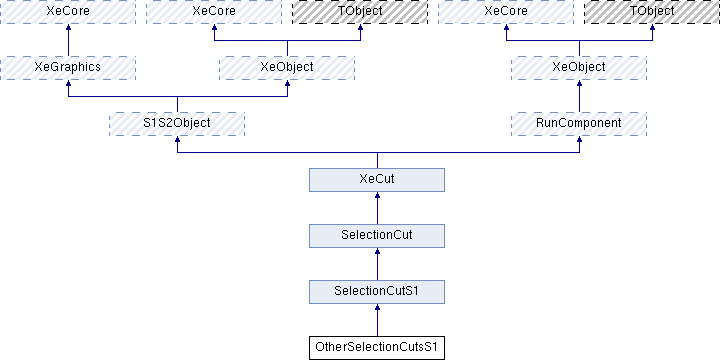 XeCore XeCore TObject XeCore TObject
XeGraphics XeObject XeObject
S1S2Object RunComponent
XeCut
SelectionCut
SelectionCutS1
OtherSelectionCutsS1